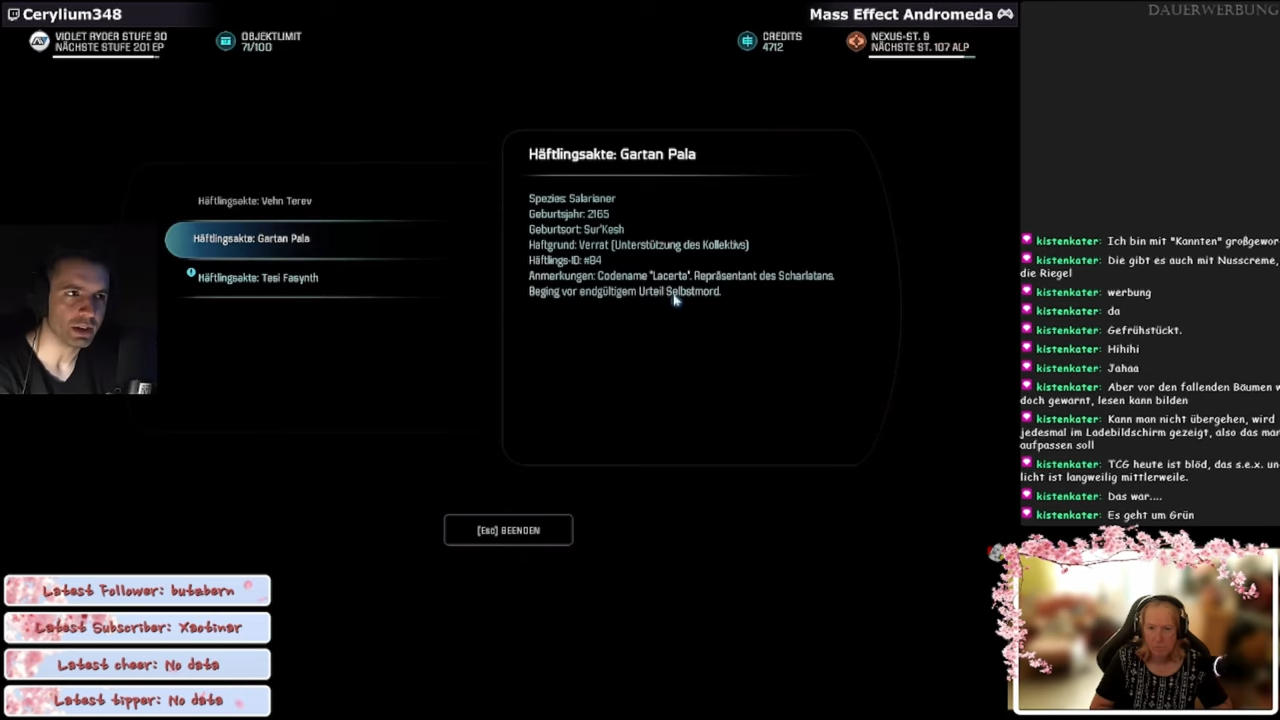 Cerylium348
Mass Effect Andromeda
DAUERWERBUNG
VIOLET RYDER STUFE 30
NÄCHSTE STUFE 201 EP
OBJEKTLIMIT
71/100
CREDITS
4712
NEXUS-ST. 9
NÄCHSTE ST. 107 ALP
Häftlingsakte: Vehn Terev
Häftlingsakte: Gartan Pala
Häftlingsakte: Tesi Fasynth
Häftlingsakte: Gartan Pala
Spezies: Salarianer
Geburtsjahr: 2165
Geburtsort: Sur'Kesh
Haftgrund: Verrat (Unterstützung des Kollektivs)
Häftlings-ID: #84
Anmerkungen: Codename "Lacerta". Repräsentant des Scharlatans.
Beging vor endgültigem Urteil Selbstmord.
[Esc] BEENDEN
kistenkater: Ich bin mit "Kannten"
kistenkater: Die gibt es auch mit Nusscreme,
die Riegel
kistenkater: werbung
kistenkater: da
kistenkater: Gefrühstückt.
kistenkater: Hihihi
kistenkater: Jahaa
kistenkater: Aber vor den fallenden Bäumen
doch gewarnt, lesen kann bilden
kistenkater: Kann man nicht übergehen, wird
jedesmal im Ladebildschirm gezeigt, also das
aufpassen soll
kistenkater: TCG heute ist blöd, das s.e.x.
licht ist langweilig mittlerweile.
kistenkater: Das war....
kistenkater: Es geht um Grün
Latest Follower: butabern
Latest Subscriber: Xaotinar
Latest cheer: No data
Latest tipper: No data